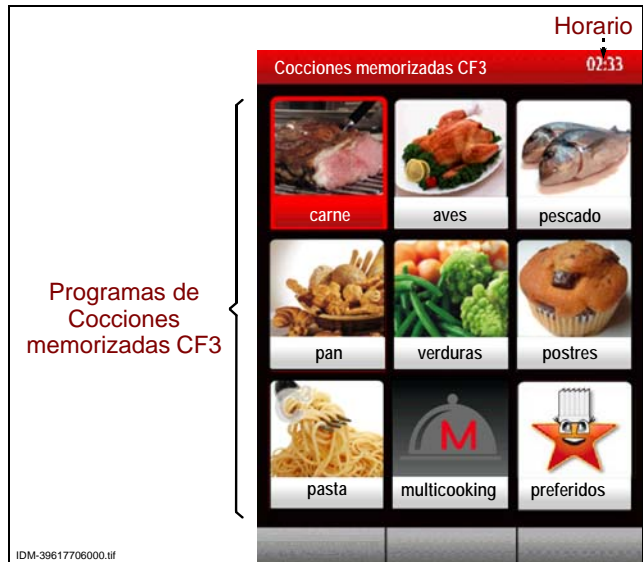 Horario
Cocciones memorizadas CF3 02:33
carne aves pescado
Programas de
Cocciones
memorizadas CF3
pan verduras postres
M
pasta multicooking preferidos
IDM-39617706000.tif